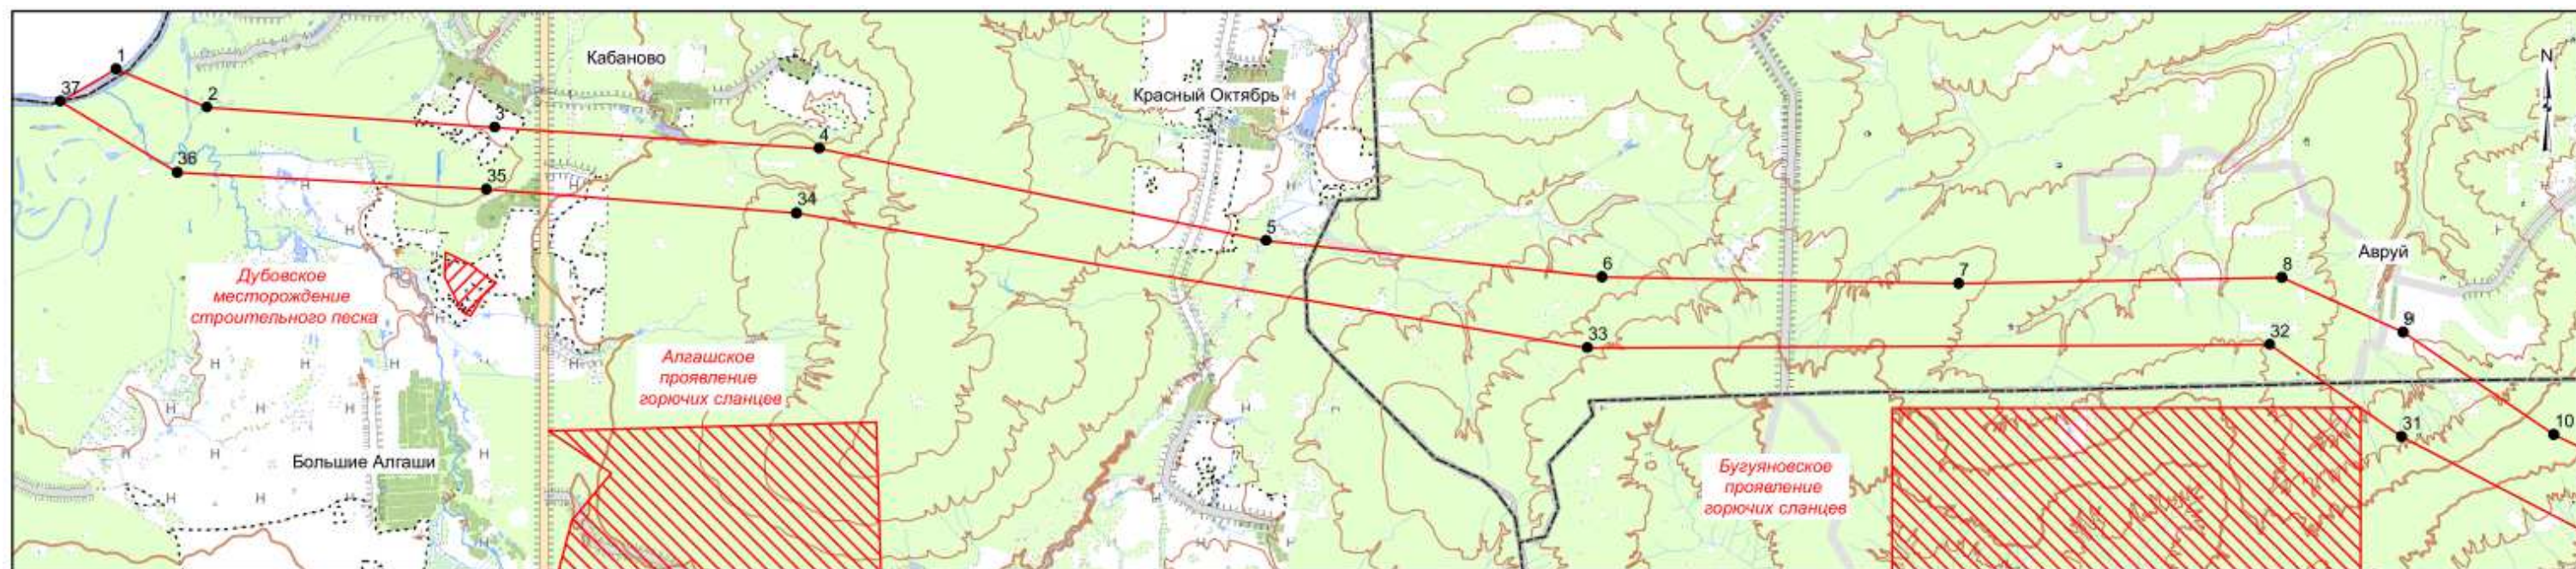 1
37
2
3
4
36
35
34
5
6
7
8
9
33
32
31
10
N
Кабаново
Красный Октябрь
Авруй
Дубовское
месторождение
строительного песка
Алгашское
проявление
горючих сланцев
Большие Алгаши
Бугуяновское
проявление
горючих сланцев